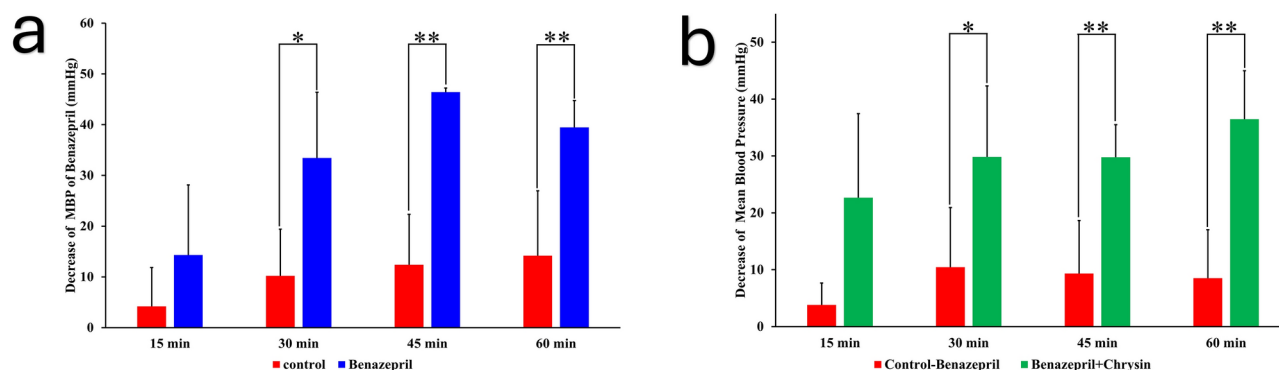 a
Decrease of MBP of Benazepril (mmHg)
60
50
40
30
20
10
0
* ** **
15 min 30 min 45 min 60 min
control Benazepril
b
Decrease of Mean Blood Pressure (mmHg)
50
40
30
20
10
0
* ** **
15 min 30 min 45 min 60 min
Control-Benazepril Benazepril+Chrysin